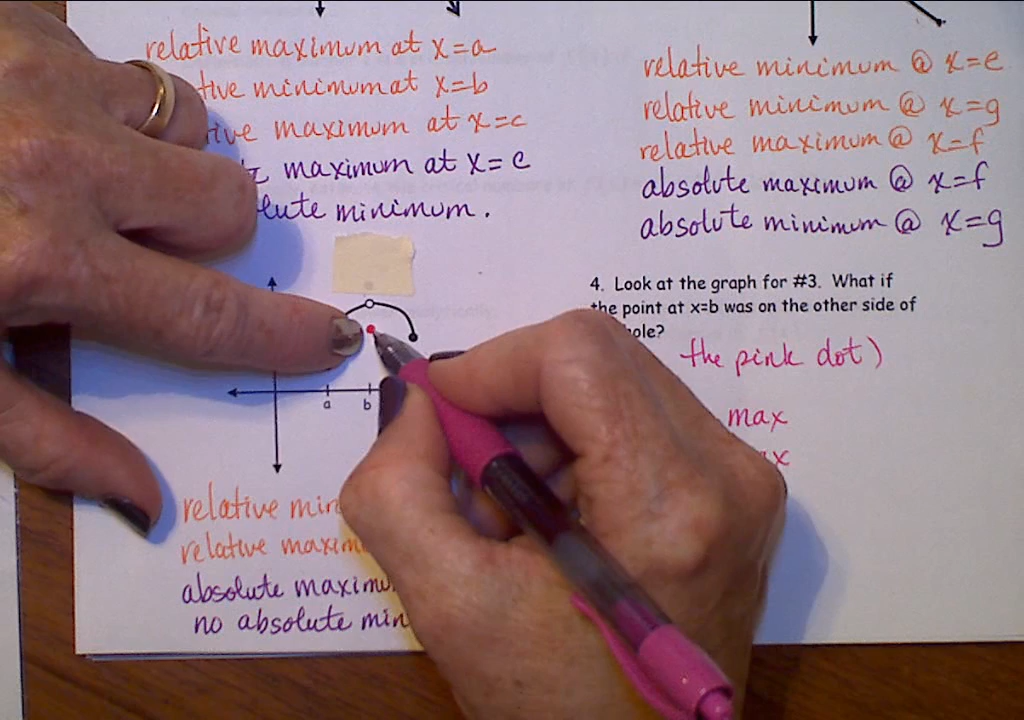 relative maximum at x=a
tive minimum at x=b
ive maximum at x=c
maximum at x=c
lute minimum.
a b
relative min
relative maxim
absolute maximu
no absolute min
relative minimum @ x=e
relative minimum @ x=g
relative maximum @ x=f
absolute maximum @ x=f
absolute minimum @ x=g
4. Look at the graph for #3. What if
the point at x=b was on the other side of
hole?
the pink dot)
max
x